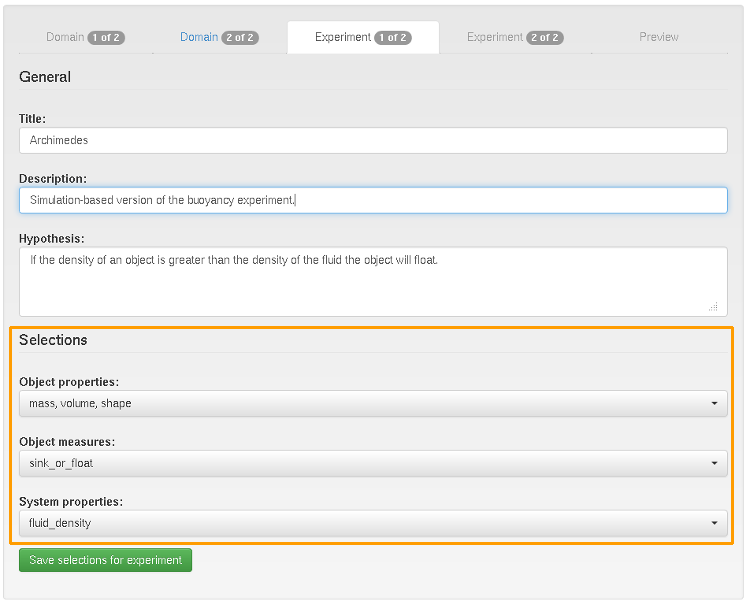 Domain 1 of 2 Domain 2 of 2 Experiment 1 of 2 Experiment 2 of 2 Preview
General
Title:
Archimedes
Description:
Simulation-based version of the buoyancy experiment.
Hypothesis:
If the density of an object is greater than the density of the fluid the object will float.
Selections
Object properties:
mass, volume, shape
Object measures:
sink_or_float
System properties:
fluid_density
Save selections for experiment